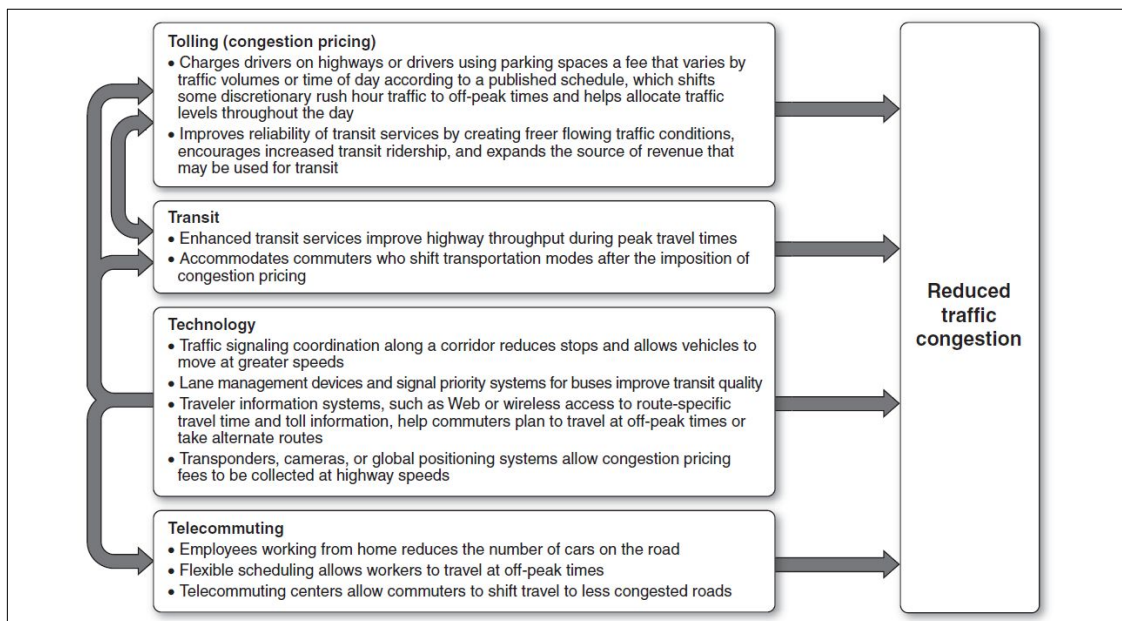 Tolling (congestion pricing)
• Charges drivers on highways or drivers using parking spaces a fee that varies by
traffic volumes or time of day according to a published schedule, which shifts
some discretionary rush hour traffic to off-peak times and helps allocate traffic
levels throughout the day
• Improves reliability of transit services by creating freer flowing traffic conditions,
encourages increased transit ridership, and expands the source of revenue that
may be used for transit
Transit
• Enhanced transit services improve highway throughput during peak travel times
• Accommodates commuters who shift transportation modes after the imposition of
congestion pricing
Technology
• Traffic signaling coordination along a corridor reduces stops and allows vehicles to
move at greater speeds
• Lane management devices and signal priority systems for buses improve transit quality
• Traveler information systems, such as Web or wireless access to route-specific
travel time and toll information, help commuters plan to travel at off-peak times or
take alternate routes
• Transponders, cameras, or global positioning systems allow congestion pricing
fees to be collected at highway speeds
Telecommuting
• Employees working from home reduces the number of cars on the road
• Flexible scheduling allows workers to travel at off-peak times
• Telecommuting centers allow commuters to shift travel to less congested roads
Reduced
traffic
congestion